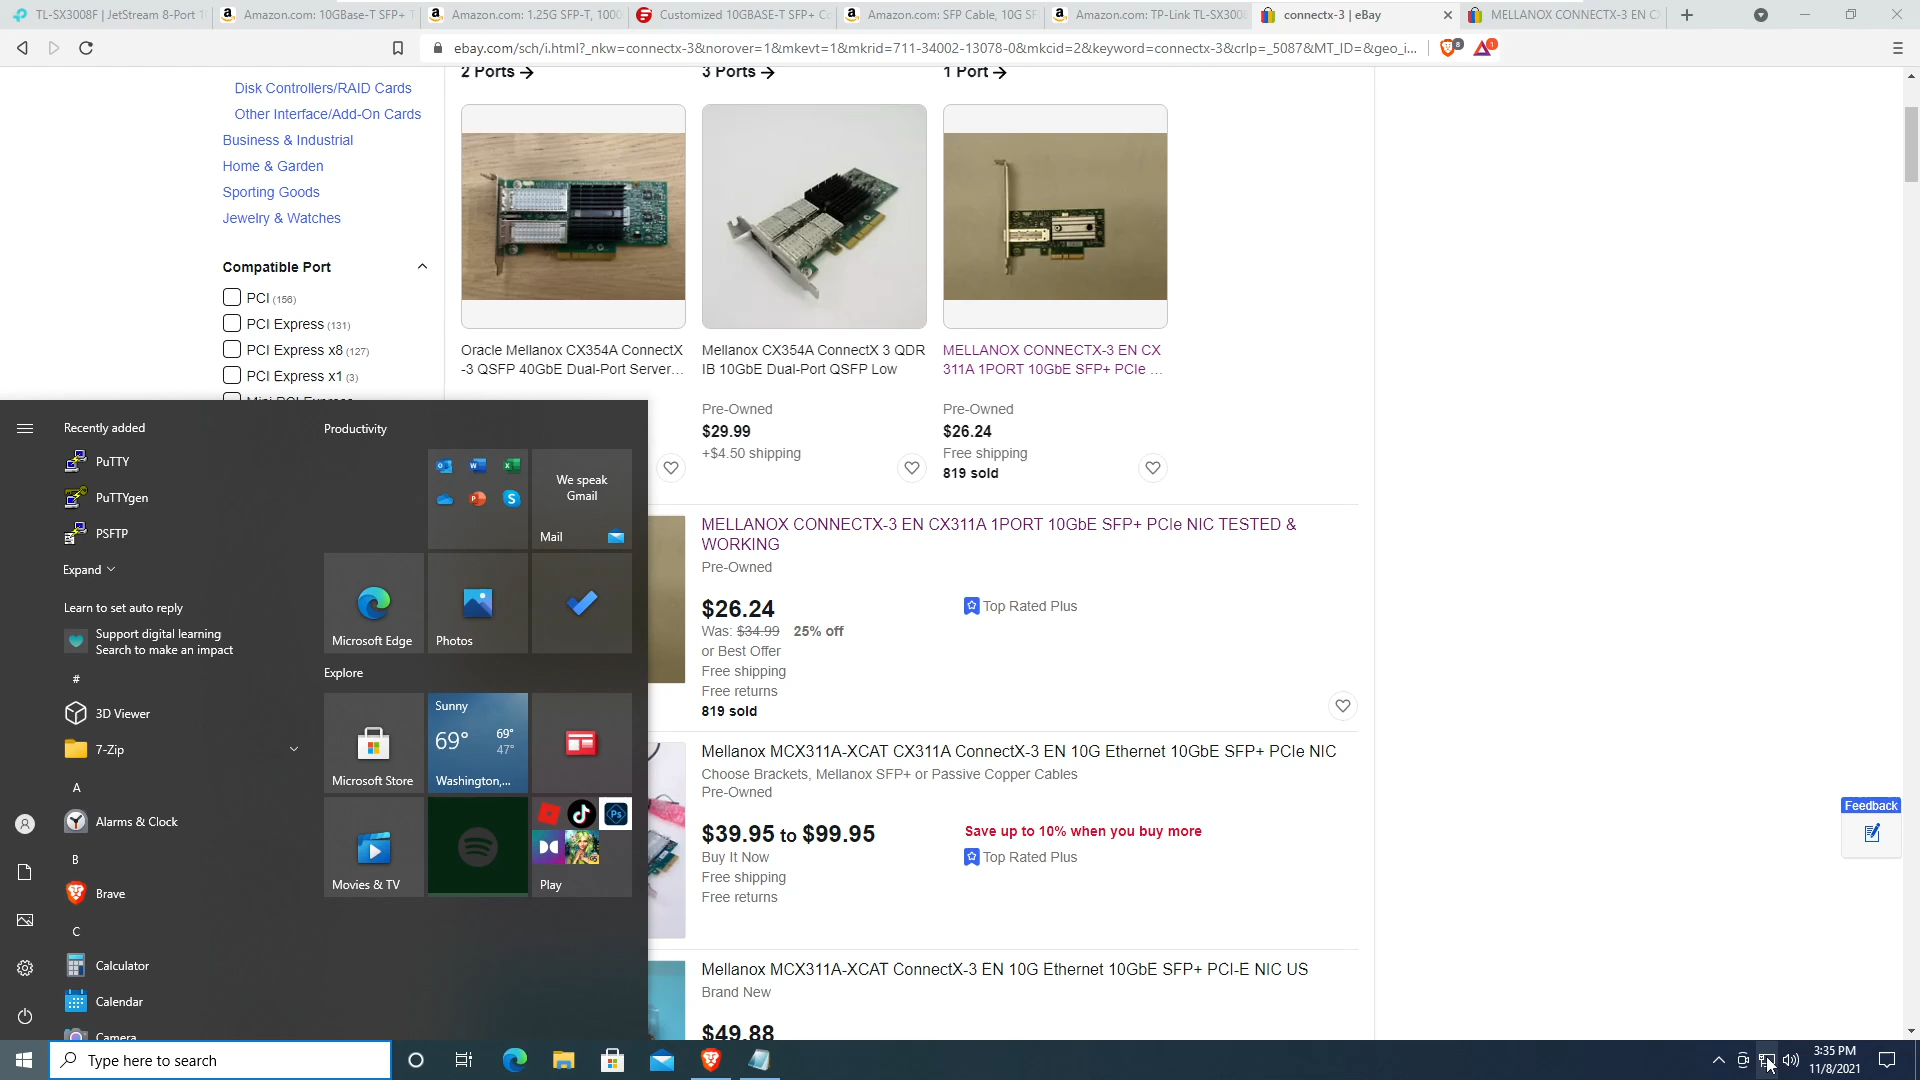 TL-SX3008F | JetStream 8-Port 1
Amazon.com: 10GBase-T SFP+ T
Amazon.com: 1.25G SFP-T, 1000
Customized 10GBASE-T SFP+ Co
Amazon.com: SFP Cable, 10G SF
Amazon.com: TP-Link TL-SX3008
connectx-3 | eBay
MELLANOX CONNECTX-3 EN C
ebay.com/sch/i.html?_nkw=connectx-3&norover=1&mkevt=1&mkrid=711-34002-13078-0&mkcid=2&keyword=connectx-3&crlp=_5087&MT_ID=&geo_i...
8
1
2 Ports →
3 Ports →
1 Port →
Disk Controllers/RAID Cards
Other Interface/Add-On Cards
Business & Industrial
Home & Garden
Sporting Goods
Jewelry & Watches
Compatible Port
PCI (156)
PCI Express (131)
PCI Express x8 (127)
PCI Express x1 (3)
Mini PCI Express
Oracle Mellanox CX354A ConnectX
-3 QSFP 40GbE Dual-Port Server...
Mellanox CX354A ConnectX 3 QDR
IB 10GbE Dual-Port QSFP Low
Pre-Owned
$29.99
+$4.50 shipping
MELLANOX CONNECTX-3 EN CX
311A 1PORT 10GbE SFP+ PCIe ...
Pre-Owned
$26.24
Free shipping
819 sold
MELLANOX CONNECTX-3 EN CX311A 1PORT 10GbE SFP+ PCIe NIC TESTED &
WORKING
Pre-Owned
$26.24
Top Rated Plus
Was: $34.99 25% off
or Best Offer
Free shipping
Free returns
819 sold
Mellanox MCX311A-XCAT CX311A ConnectX-3 EN 10G Ethernet 10GbE SFP+ PCIe NIC
Choose Brackets, Mellanox SFP+ or Passive Copper Cables
Pre-Owned
$39.95 to $99.95
Save up to 10% when you buy more
Buy It Now
Top Rated Plus
Free shipping
Free returns
Mellanox MCX311A-XCAT ConnectX-3 EN 10G Ethernet 10GbE SFP+ PCI-E NIC US
Brand New
$49.88
Feedback
Recently added
PuTTY
PuTTYgen
PSFTP
Expand
Learn to set auto reply
Support digital learning
Search to make an impact
#
3D Viewer
7-Zip
A
Alarms & Clock
B
Brave
C
Calculator
Calendar
Camera
Productivity
We speak
Gmail
Mail
Microsoft Edge
Photos
Explore
Microsoft Store
Sunny
69°
69°
47°
Washington,...
Movies & TV
Ps
Play
Type here to search
3:35 PM
11/8/2021